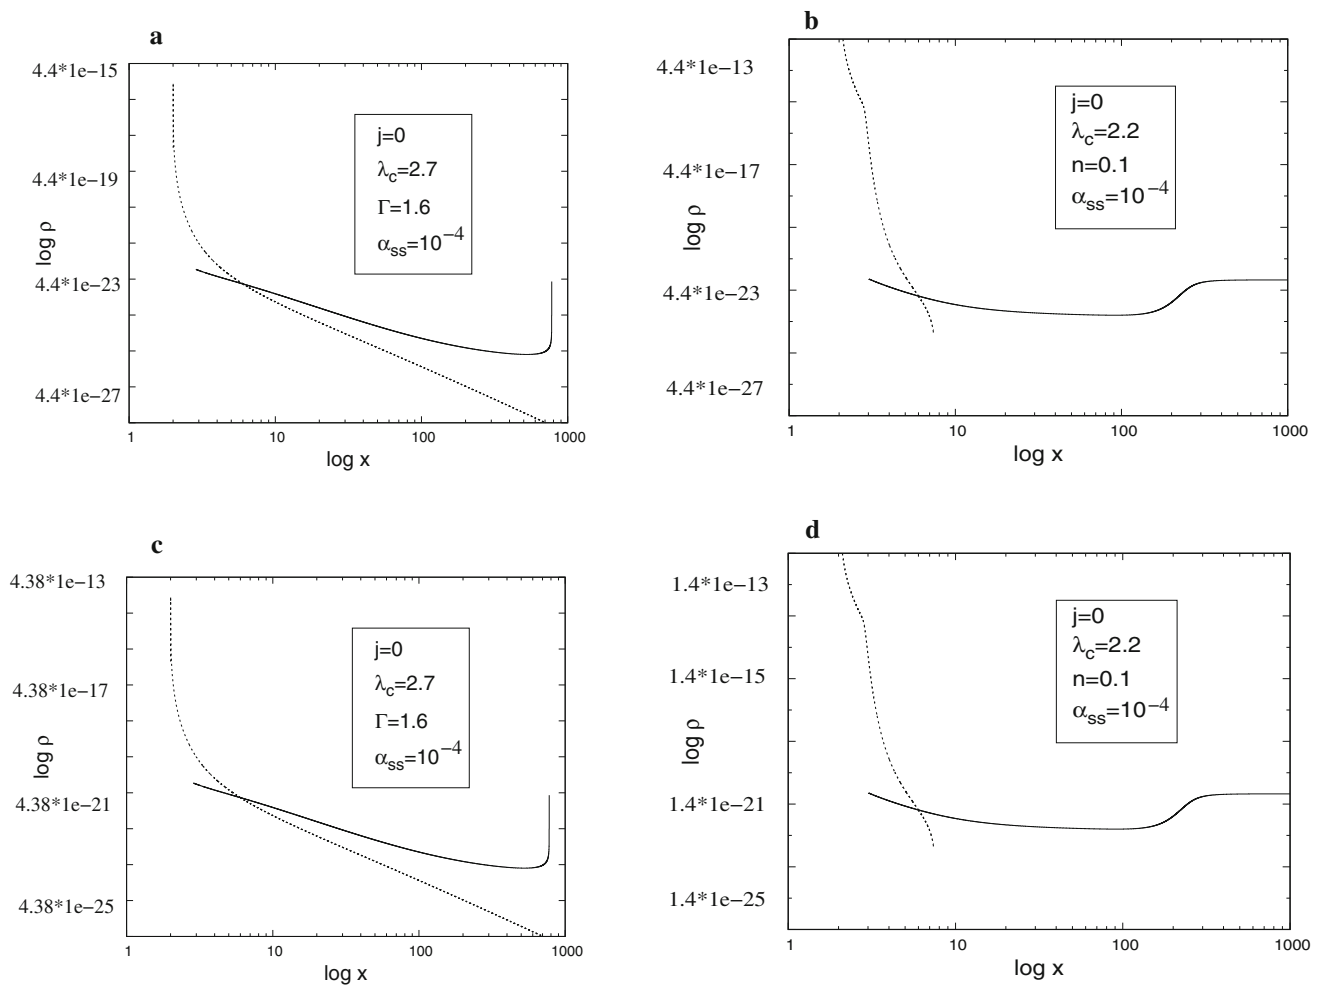 a
4.4*1e−15
4.4*1e−19
4.4*1e−23
4.4*1e−27
log ρ
j=0
λc=2.7
Γ=1.6
αss=10−4
1 10 100 1000
log x
b
4.4*1e−13
4.4*1e−17
4.4*1e−23
4.4*1e−27
log ρ
j=0
λc=2.2
n=0.1
αss=10−4
1 10 100 1000
log x
c
4.38*1e−13
4.38*1e−17
4.38*1e−21
4.38*1e−25
log ρ
j=0
λc=2.7
Γ=1.6
αss=10−4
1 10 100 1000
log x
d
1.4*1e−13
1.4*1e−15
1.4*1e−21
1.4*1e−25
log ρ
j=0
λc=2.2
n=0.1
αss=10−4
1 10 100 1000
log x